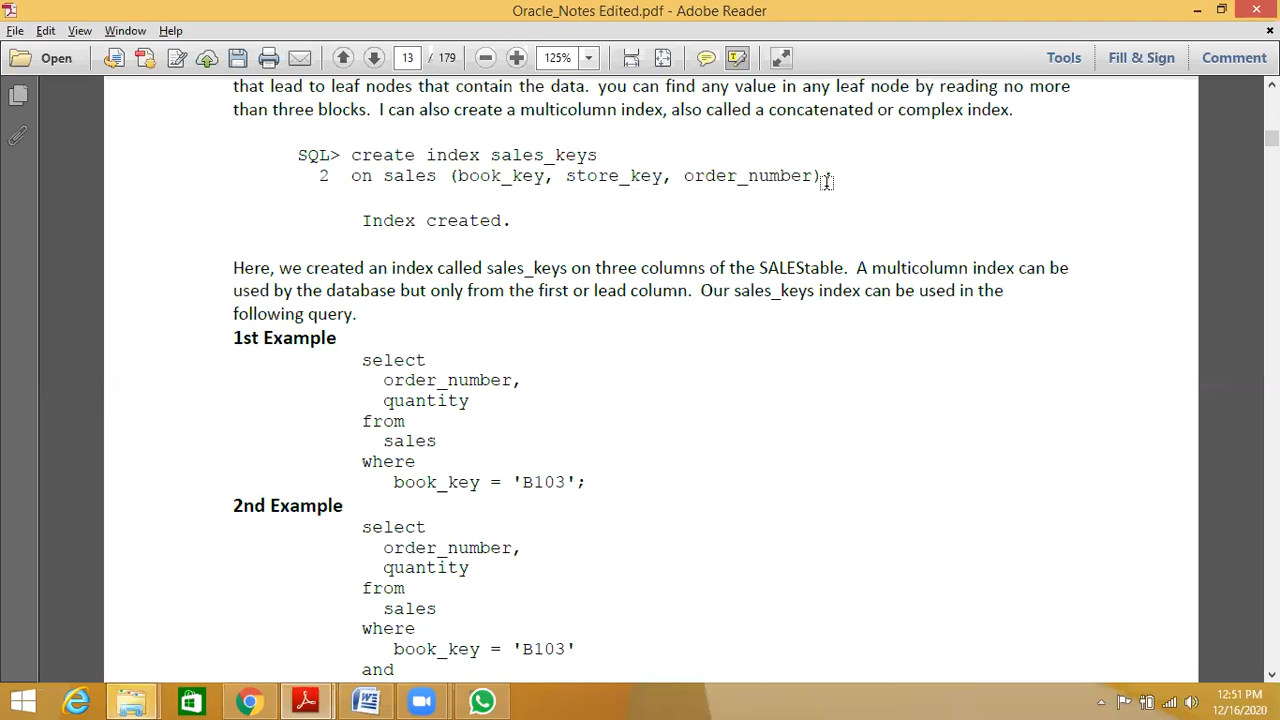 Oracle_Notes Edited.pdf - Adobe Reader
File Edit View Window Help
Open 13 / 179 125% Tools Fill & Sign Comment
that lead to leaf nodes that contain the data. you can find any value in any leaf node by reading no more
than three blocks. I can also create a multicolumn index, also called a concatenated or complex index.
SQL> create index sales_keys
2 on sales (book_key, store_key, order_number);
Index created.
Here, we created an index called sales_keys on three columns of the SALEStable. A multicolumn index can be
used by the database but only from the first or lead column. Our sales_keys index can be used in the
following query.
1st Example
select
order_number,
quantity
from
sales
where
book_key = 'B103';
2nd Example
select
order_number,
quantity
from
sales
where
book_key = 'B103'
and
12:51 PM
12/16/2020